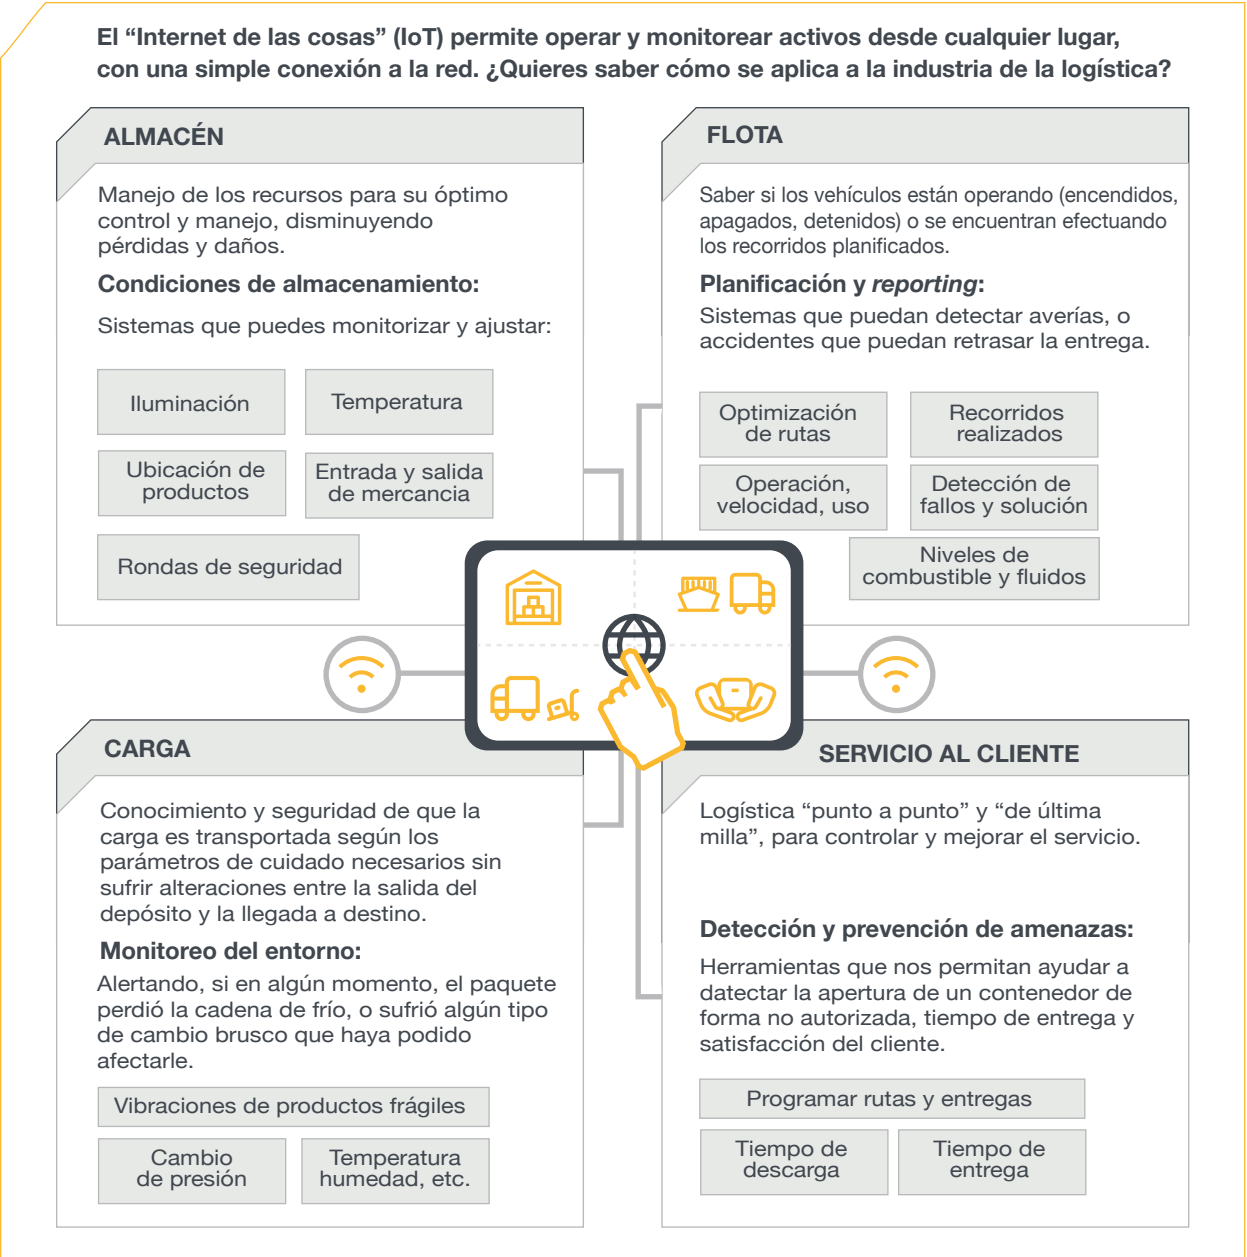 El “Internet de las cosas” (IoT) permite operar y monitorear activos desde cualquier lugar,
con una simple conexión a la red. ¿Quieres saber cómo se aplica a la industria de la logística?
ALMACÉN
Manejo de los recursos para su óptimo
control y manejo, disminuyendo
pérdidas y daños.
Condiciones de almacenamiento:
Sistemas que puedes monitorizar y ajustar:
Iluminación
Temperatura
Ubicación de
productos
Entrada y salida
de mercancia
Rondas de seguridad
FLOTA
Saber si los vehículos están operando (encendidos,
apagados, detenidos) o se encuentran efectuando
los recorridos planificados.
Planificación y reporting:
Sistemas que puedan detectar averías, o
accidentes que puedan retrasar la entrega.
Optimización
de rutas
Recorridos
realizados
Operación,
velocidad, uso
Detección de
fallos y solución
Niveles de
combustible y fluidos
CARGA
Conocimiento y seguridad de que la
carga es transportada según los
parámetros de cuidado necesarios sin
sufrir alteraciones entre la salida del
depósito y la llegada a destino.
Monitoreo del entorno:
Alertando, si en algún momento, el paquete
perdió la cadena de frío, o sufrió algún tipo
de cambio brusco que haya podido
afectarle.
Vibraciones de productos frágiles
Cambio
de presión
Temperatura
humedad, etc.
SERVICIO AL CLIENTE
Logística “punto a punto” y “de última
milla”, para controlar y mejorar el servicio.
Detección y prevención de amenazas:
Herramientas que nos permitan ayudar a
datectar la apertura de un contenedor de
forma no autorizada, tiempo de entrega y
satisfacción del cliente.
Programar rutas y entregas
Tiempo de
descarga
Tiempo de
entrega